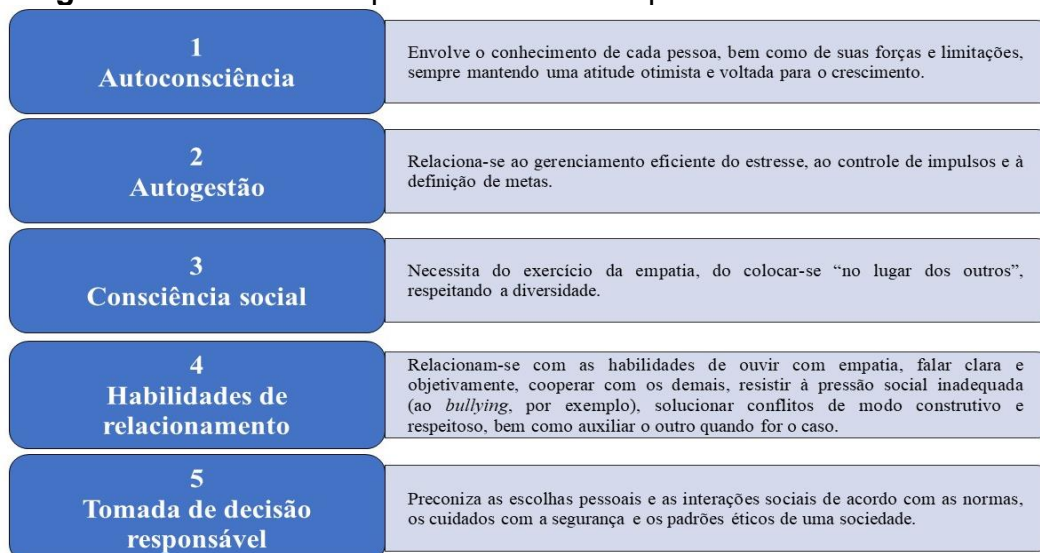 1
Autoconsciência
Envolve o conhecimento de cada pessoa, bem como de suas forças e limitações,
sempre mantendo uma atitude otimista e voltada para o crescimento.
2
Autogestão
Relaciona-se ao gerenciamento eficiente do estresse, ao controle de impulsos e à
definição de metas.
3
Consciência social
Necessita do exercício da empatia, do colocar-se “no lugar dos outros”,
respeitando a diversidade.
4
Habilidades de
relacionamento
Relacionam-se com as habilidades de ouvir com empatia, falar clara e
objetivamente, cooperar com os demais, resistir à pressão social inadequada
(ao bullying, por exemplo), solucionar conflitos de modo construtivo e
respeitoso, bem como auxiliar o outro quando for o caso.
5
Tomada de decisão
responsável
Preconiza as escolhas pessoais e as interações sociais de acordo com as normas,
os cuidados com a segurança e os padrões éticos de uma sociedade.